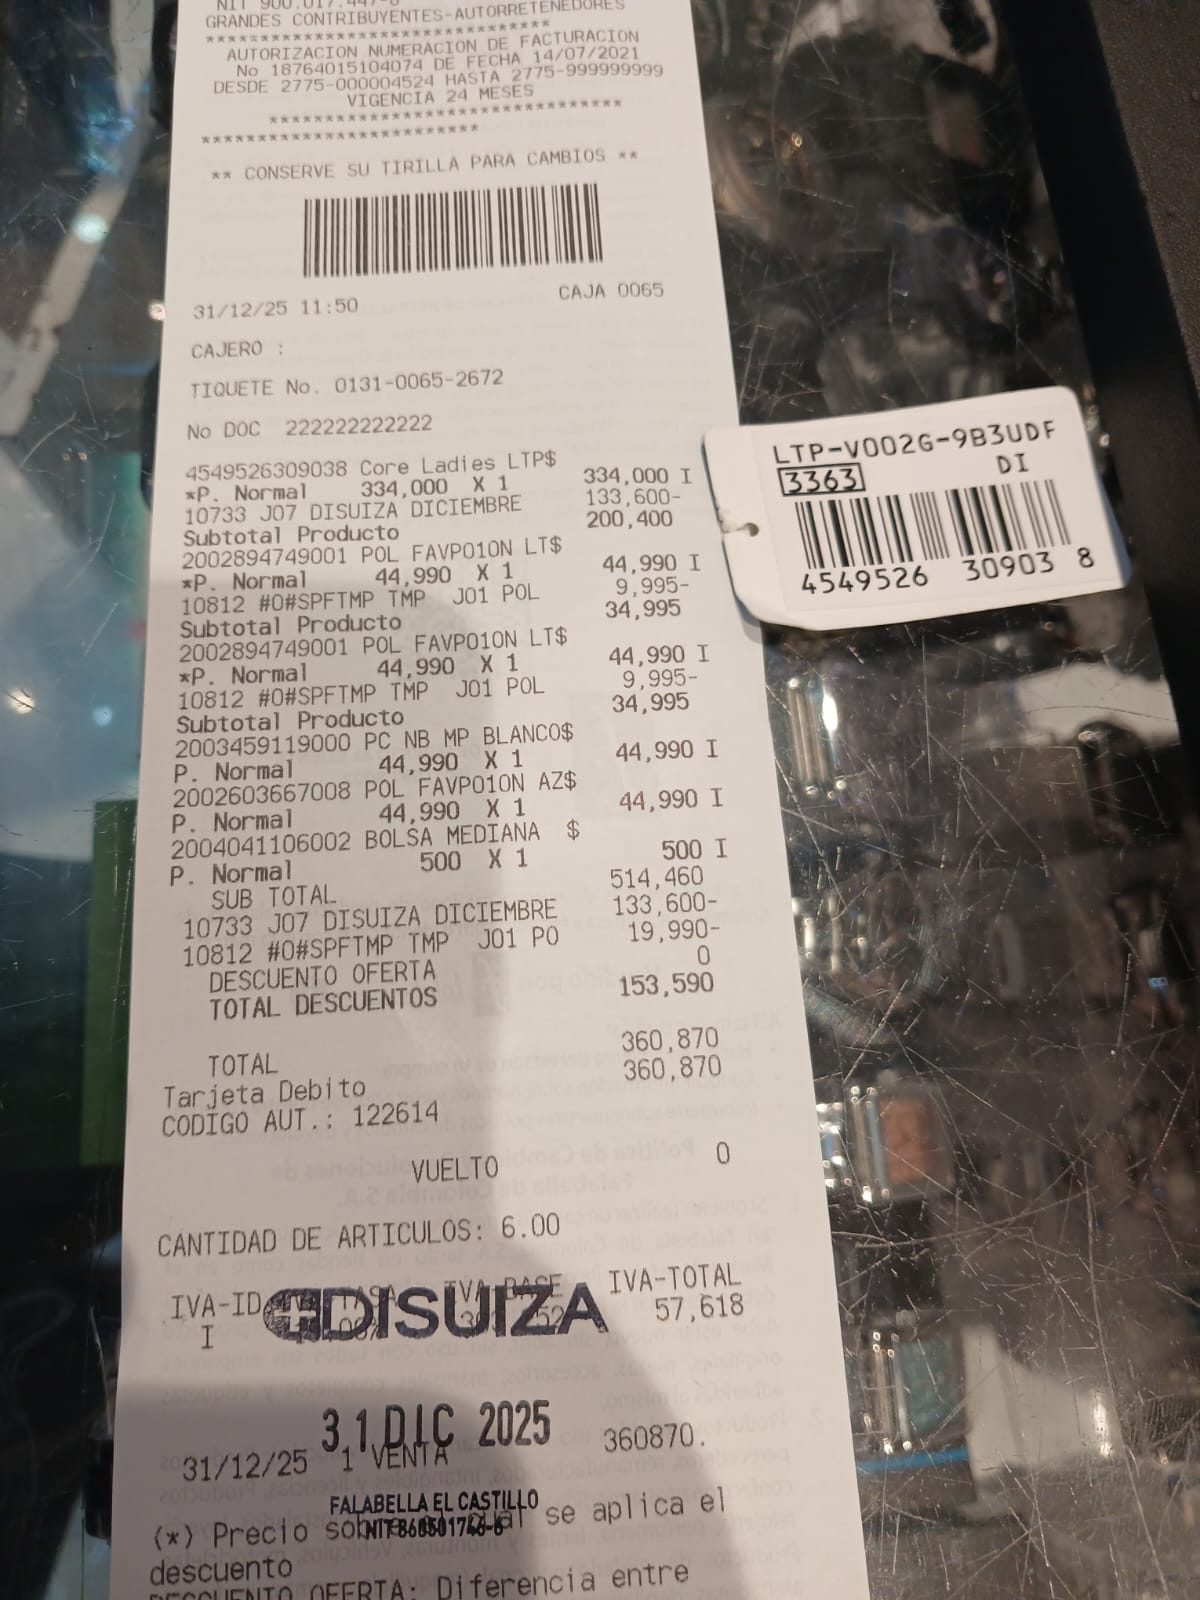 NIT 900.017.447-8
GRANDES CONTRIBUYENTES-AUTORRETENEDORES
*******************************
AUTORIZACION NUMERACION DE FACTURACION
No 18764015104074 DE FECHA 14/07/2021
DESDE 2775-000004524 HASTA 2775-999999999
VIGENCIA 24 MESES
********************************
*************************
** CONSERVE SU TIRILLA PARA CAMBIOS **
31/12/25 11:50 CAJA 0065
CAJERO :
TIQUETE No. 0131-0065-2672
No DOC 222222222222
4549526309038 Core Ladies LTP$ 334,000 I
*P. Normal 334,000 X 1
10733 J07 DISUIZA DICIEMBRE 133,600-
Subtotal Producto 200,400
2002894749001 POL FAVP010N LT$ 44,990 I
*P. Normal 44,990 X 1
10812 #0#SPFTMP TMP J01 POL 9,995-
Subtotal Producto 34,995
2002894749001 POL FAVP010N LT$ 44,990 I
*P. Normal 44,990 X 1
10812 #0#SPFTMP TMP J01 POL 9,995-
Subtotal Producto 34,995
2003459119000 PC NB MP BLANCO$ 44,990 I
P. Normal 44,990 X 1
2002603667008 POL FAVP010N AZ$ 44,990 I
P. Normal 44,990 X 1
2004041106002 BOLSA MEDIANA $ 500 I
P. Normal 500 X 1
SUB TOTAL 514,460
10733 J07 DISUIZA DICIEMBRE 133,600-
10812 #0#SPFTMP TMP J01 PO 19,990-
DESCUENTO OFERTA 0
TOTAL DESCUENTOS 153,590
TOTAL 360,870
Tarjeta Debito 360,870
CODIGO AUT.: 122614
VUELTO 0
CANTIDAD DE ARTICULOS: 6.00
IVA-ID IVA-BASE IVA-TOTAL
I 57,618
DISUIZA
31 DIC 2025
31/12/25 1 VENTA 360870.
FALABELLA EL CASTILLO
(*) Precio se aplica el
descuento
DESCUENTO OFERTA: Diferencia entre
LTP-V002G-9B3UDF
3363 DI
4549526 30903 8